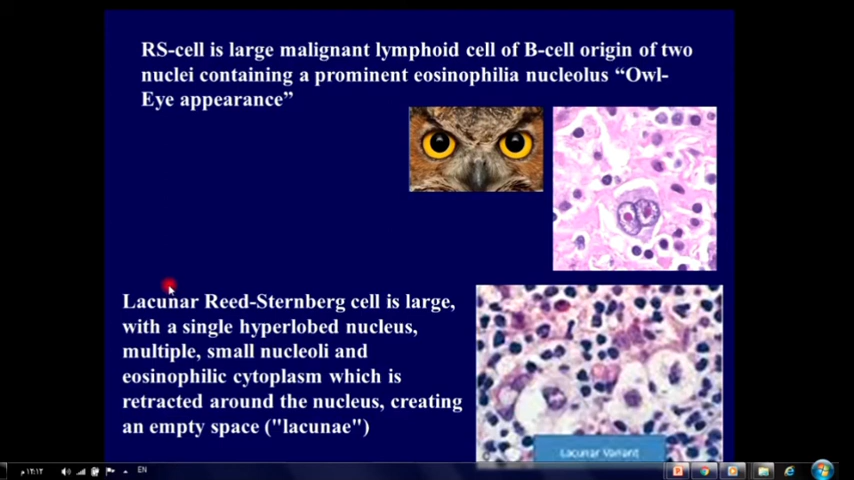 RS-cell is large malignant lymphoid cell of B-cell origin of two
nuclei containing a prominent eosinophilia nucleolus “Owl-
Eye appearance”
Lacunar Reed-Sternberg cell is large,
with a single hyperlobed nucleus,
multiple, small nucleoli and
eosinophilic cytoplasm which is
retracted around the nucleus, creating
an empty space ("lacunae")
Lacunar Variant
EN